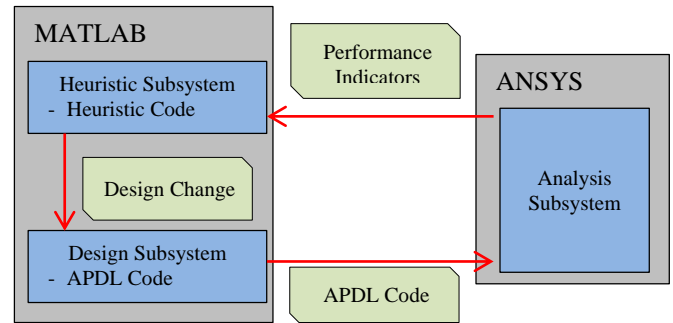 MATLAB
Heuristic Subsystem
- Heuristic Code
Design Change
Design Subsystem
- APDL Code
Performance
Indicators
APDL Code
ANSYS
Analysis
Subsystem